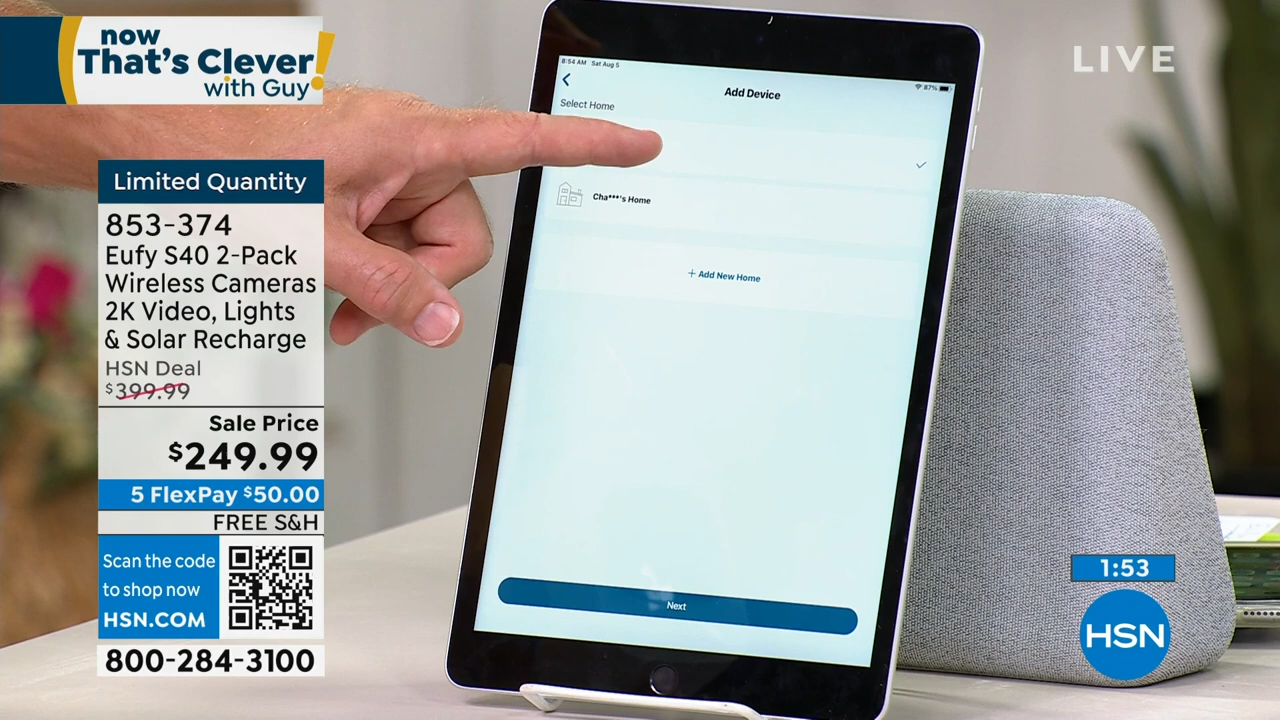 now
That's Clever!
with Guy
LIVE
Limited Quantity
853-374
Eufy S40 2-Pack
Wireless Cameras
2K Video, Lights
& Solar Recharge
HSN Deal
$399.99
Sale Price
$249.99
5 FlexPay $50.00
FREE S&H
Scan the code
to shop now
HSN.COM
800-284-3100
8:54 AM Sat Aug 5
87%
Add Device
Select Home
Cha***'s Home
+ Add New Home
Next
1:53
HSN